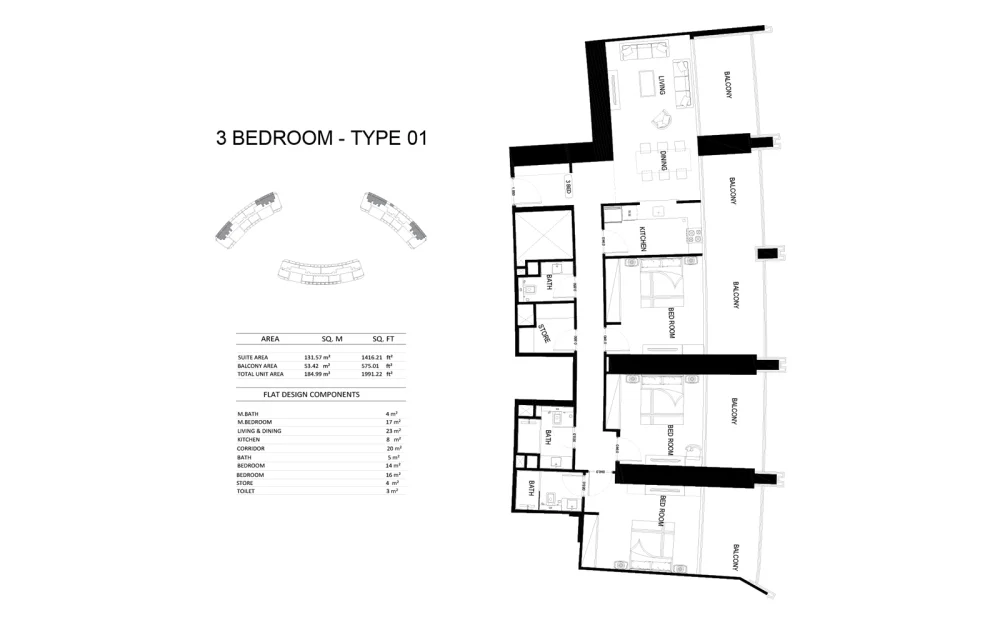 3 BEDROOM - TYPE 01
AREA SQ. M SQ. FT
SUITE AREA 131.57 m² 1416.21 ft²
BALCONY AREA 53.42 m² 575.01 ft²
TOTAL UNIT AREA 184.99 m² 1991.22 ft²
FLAT DESIGN COMPONENTS
M.BATH 4 m²
M.BEDROOM 17 m²
LIVING & DINING 23 m²
KITCHEN 8 m²
CORRIDOR 20 m²
BATH 5 m²
BEDROOM 14 m²
BEDROOM 16 m²
STORE 4 m²
TOILET 3 m²
LIVING
BALCONY
DINING
3 BED
BALCONY
KITCHEN
BATH
BALCONY
STORE
BED ROOM
BALCONY
BATH
BED ROOM
BATH
BED ROOM
BALCONY